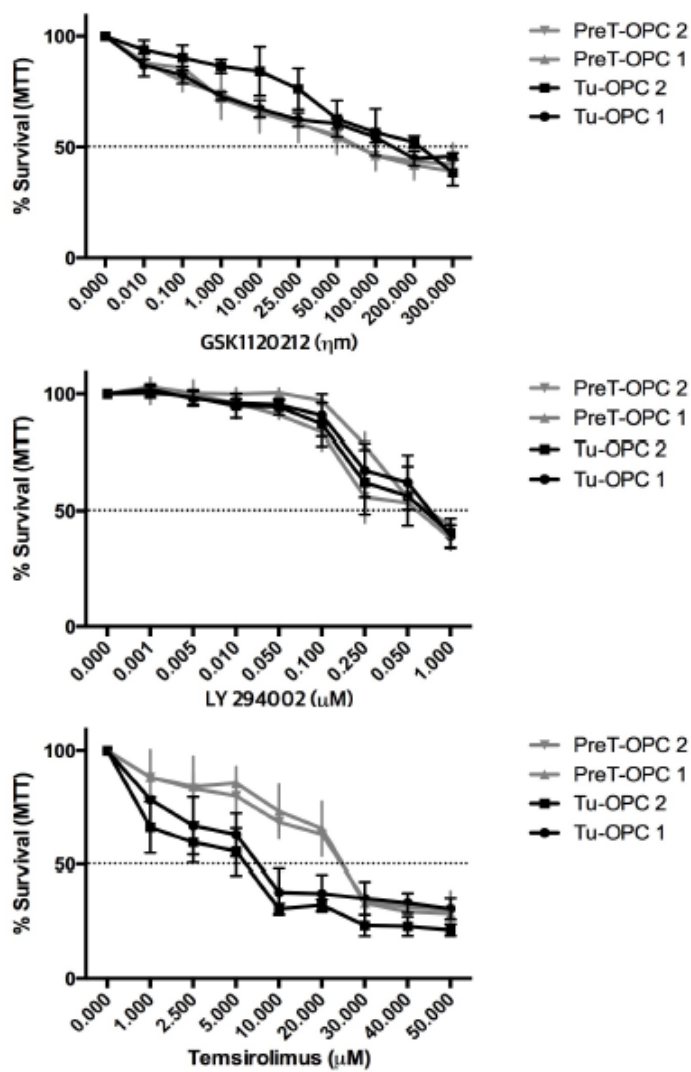 % Survival (MTT)
100
50
0
0.000 0.010 0.100 1.000 10.000 25.000 50.000 100.000 200.000 300.000
GSK1120212 (ηm)
PreT-OPC 2
PreT-OPC 1
Tu-OPC 2
Tu-OPC 1
% Survival (MTT)
100
50
0
0.000 0.001 0.005 0.010 0.050 0.100 0.250 0.050 1.000
LY 294002 (μM)
PreT-OPC 2
PreT-OPC 1
Tu-OPC 2
Tu-OPC 1
% Survival (MTT)
100
50
0
0.000 1.000 2.500 5.000 10.000 20.000 30.000 40.000 50.000
Temsirolimus (μM)
PreT-OPC 2
PreT-OPC 1
Tu-OPC 2
Tu-OPC 1